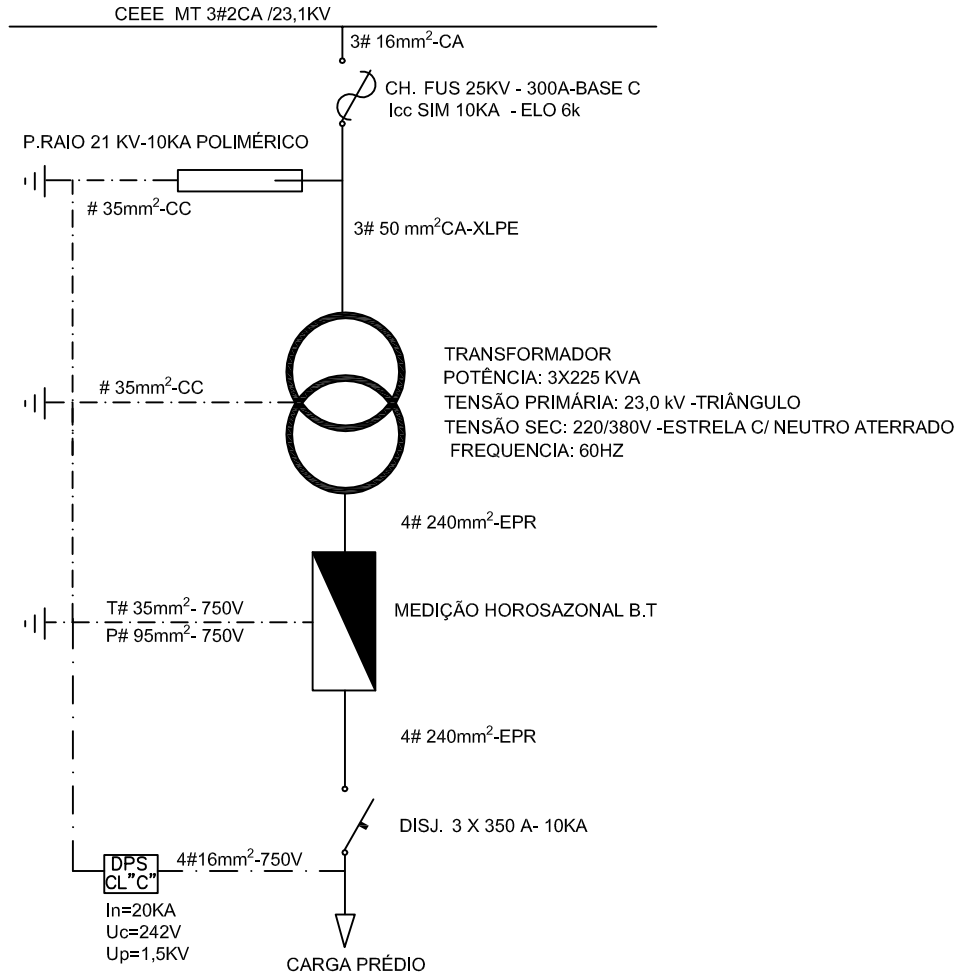 CEEE MT 3#2CA /23,1KV
3# 16mm²-CA
CH. FUS 25KV - 300A-BASE C
Icc SIM 10KA - ELO 6k
P.RAIO 21 KV-10KA POLIMÉRICO
# 35mm²-CC
3# 50 mm²CA-XLPE
TRANSFORMADOR
POTÊNCIA: 3X225 KVA
TENSÃO PRIMÁRIA: 23,0 kV -TRIÂNGULO
TENSÃO SEC: 220/380V -ESTRELA C/ NEUTRO ATERRADO
FREQUENCIA: 60HZ
# 35mm²-CC
4# 240mm²-EPR
T# 35mm²- 750V
P# 95mm²- 750V
MEDIÇÃO HOROSAZONAL B.T
4# 240mm²-EPR
DISJ. 3 X 350 A- 10KA
4#16mm²-750V
DPS
CL"C"
In=20KA
Uc=242V
Up=1,5KV
CARGA PRÉDIO